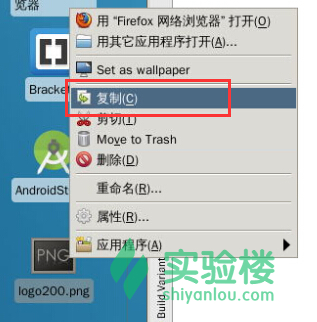 览器
用 “Firefox 网络浏览器” 打开(O)
用其它应用程序打开(A)...
Set as wallpaper
Bracket
复制(C)
剪切(T)
Move to Trash
删除(D)
AndroidSt
重命名(R)...
属性(R)...
应用程序(A)
PNG
logo200.png
Build Variant
实验楼
shiyanlou.com